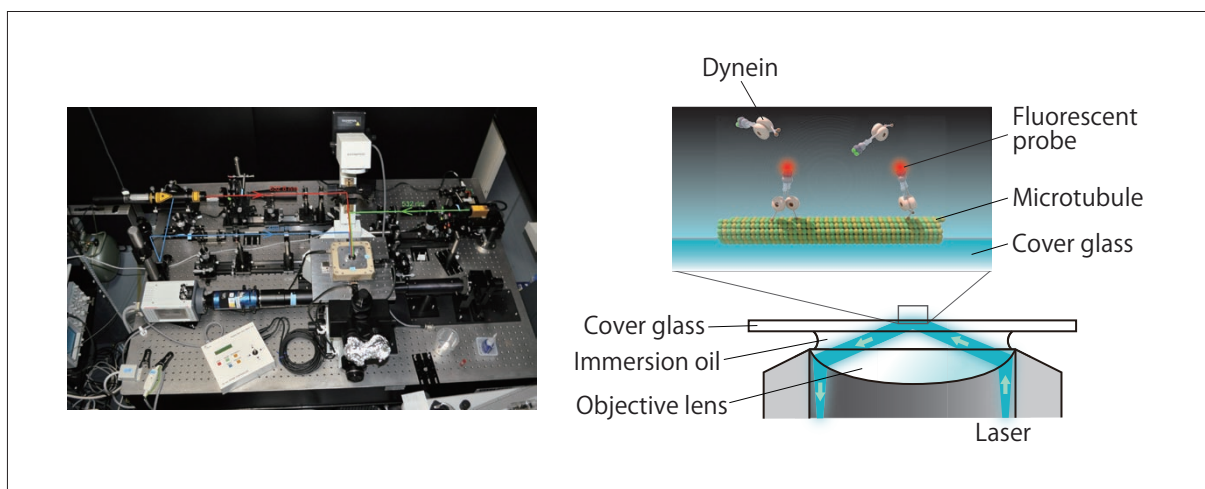 Dynein
Fluorescent
probe
Microtubule
Cover glass
Cover glass
Immersion oil
Objective lens
Laser